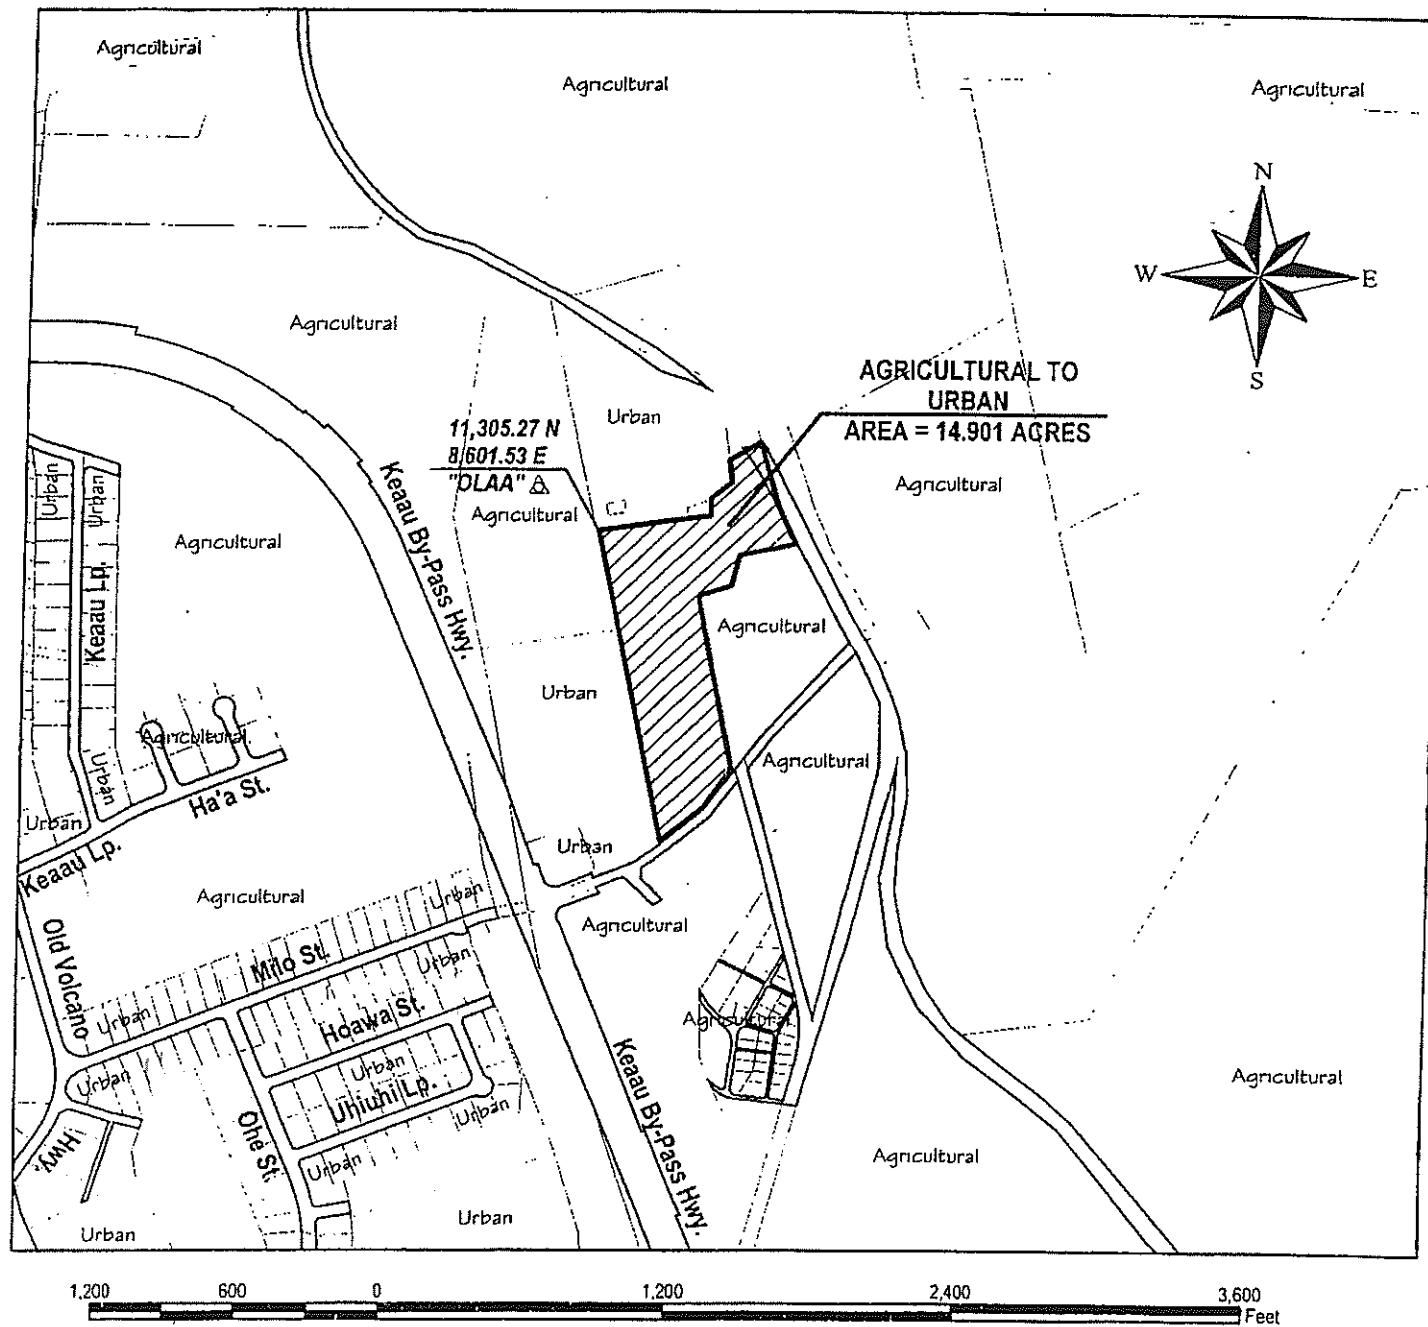 Agricultural
Agricultural
Agricultural
N
W
E
S
Agricultural
AGRICULTURAL TO
URBAN
AREA = 14.901 ACRES
Urban
11,305.27 N
8,601.53 E
"OLAA"
Agricultural
Agricultural
Urban
Urban
Keaau Lp.
Agricultural
Keaau By-Pass Hwy.
Agricultural
Urban
Agricultural
Urban
Ha'a St.
Agricultural
Urban
Keaau Lp.
Urban
Agricultural
Urban
Agricultural
Old Volcano
Milo St.
Urban
Urban
Hoawa St.
Agricultural
Urban
Urban
Uhiuhi Lp.
Urban
Agricultural
Ohe St.
Keaau By-Pass Hwy.
Hwy.
Urban
Agricultural
Urban
Urban
1,200
600
0
1,200
2,400
3,600
Feet